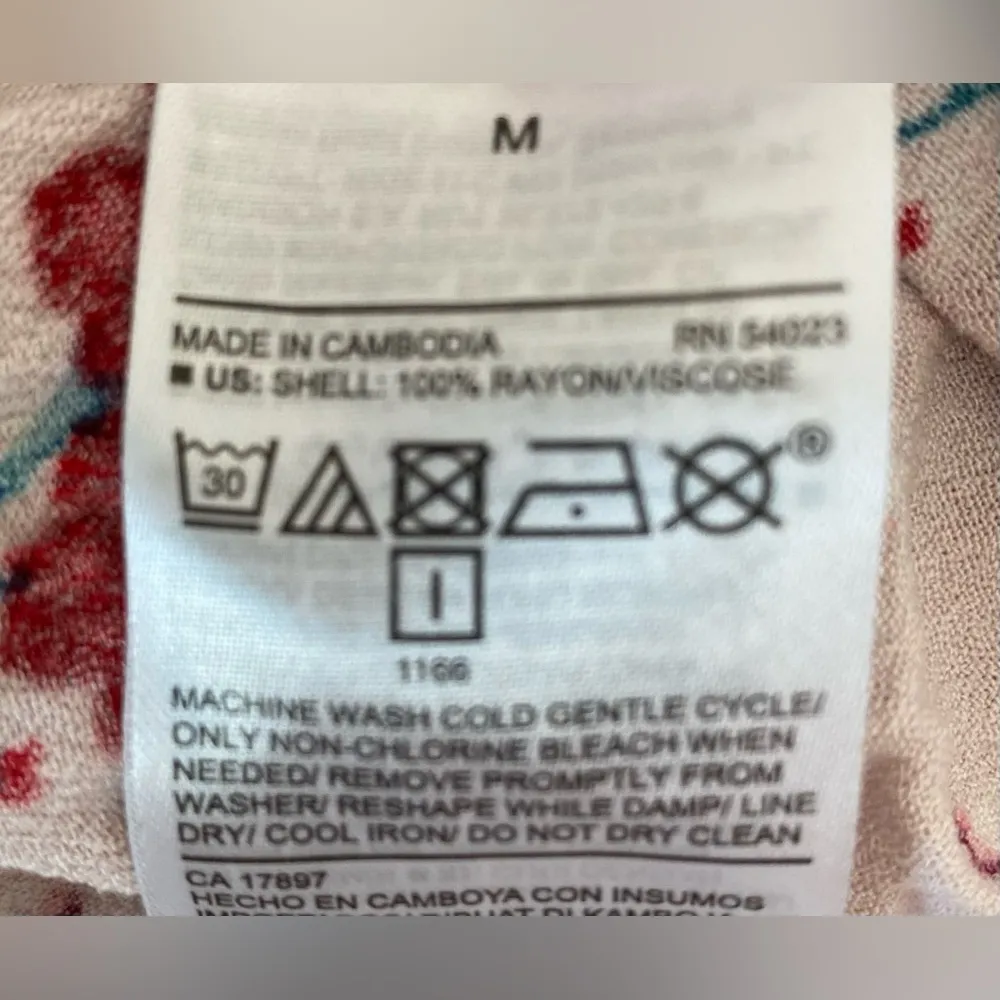 M
MADE IN CAMBODIA RN 54023
US: SHELL: 100% RAYON/VISCOSE
30
®
1166
MACHINE WASH COLD GENTLE CYCLE/
ONLY NON-CHLORINE BLEACH WHEN
NEEDED/ REMOVE PROMPTLY FROM
WASHER/ RESHAPE WHILE DAMP/ LINE
DRY/ COOL IRON/ DO NOT DRY CLEAN
CA 17897
HECHO EN CAMBOYA CON INSUMOS